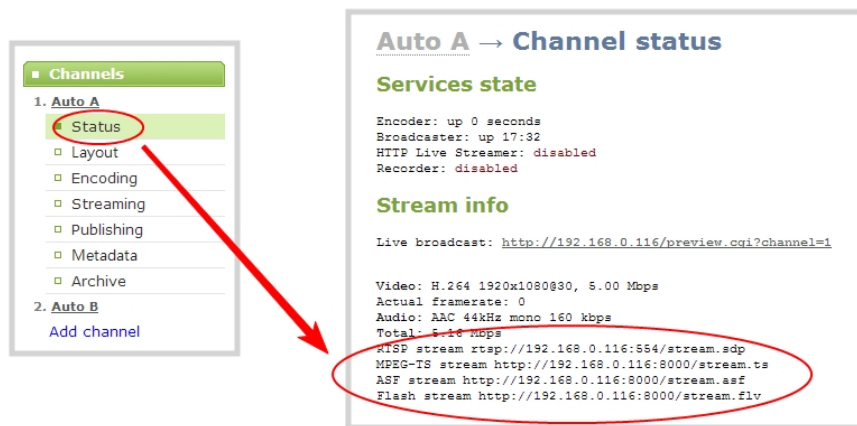 Channels
1. Auto A
Status
Layout
Encoding
Streaming
Publishing
Metadata
Archive
2. Auto B
Add channel
Auto A → Channel status
Services state
Encoder: up 0 seconds
Broadcaster: up 17:32
HTTP Live Streamer: disabled
Recorder: disabled
Stream info
Live broadcast: http://192.168.0.116/preview.cgi?channel=1
Video: H.264 1920x1080@30, 5.00 Mbps
Actual framerate: 0
Audio: AAC 44kHz mono 160 kbps
Total: 5.16 Mbps
RTSP stream rtsp://192.168.0.116:554/stream.sdp
MPEG-TS stream http://192.168.0.116:8000/stream.ts
ASF stream http://192.168.0.116:8000/stream.asf
Flash stream http://192.168.0.116:8000/stream.flv